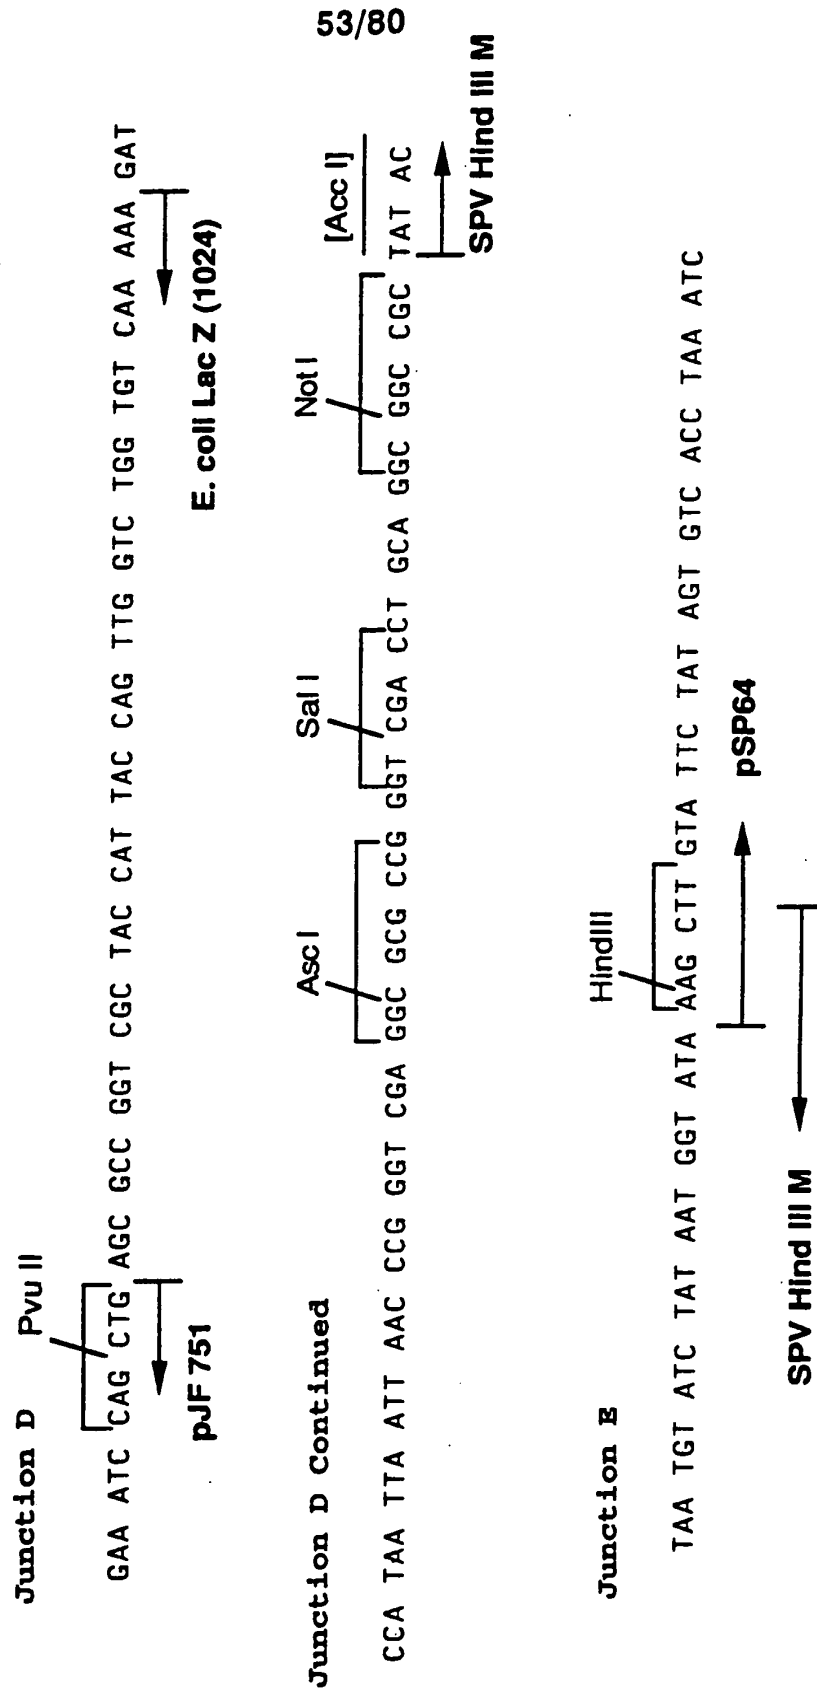 53/80
Junction D
Pvu II
GAA ATC CAG CTG AGC GCC GGT CGC TAC CAT TAC CAG TTG GTC TGG TGT CAA AAA GAT
pJF 751
E. coli Lac Z (1024)
Junction D Continued
Asc I
Sal I
Not I
[Acc I]
CCA TAA TTA ATT AAC CCG GGT CGA GGC GCG CCG GGT CGA CCT GCA GGC GGC CGC TAT AC
SPV Hind III M
Junction E
HindIII
TAA TGT ATC TAT AAT GGT ATA AAG CTT GTA TTC TAT AGT GTC ACC TAA ATC
pSP64
SPV Hind III M